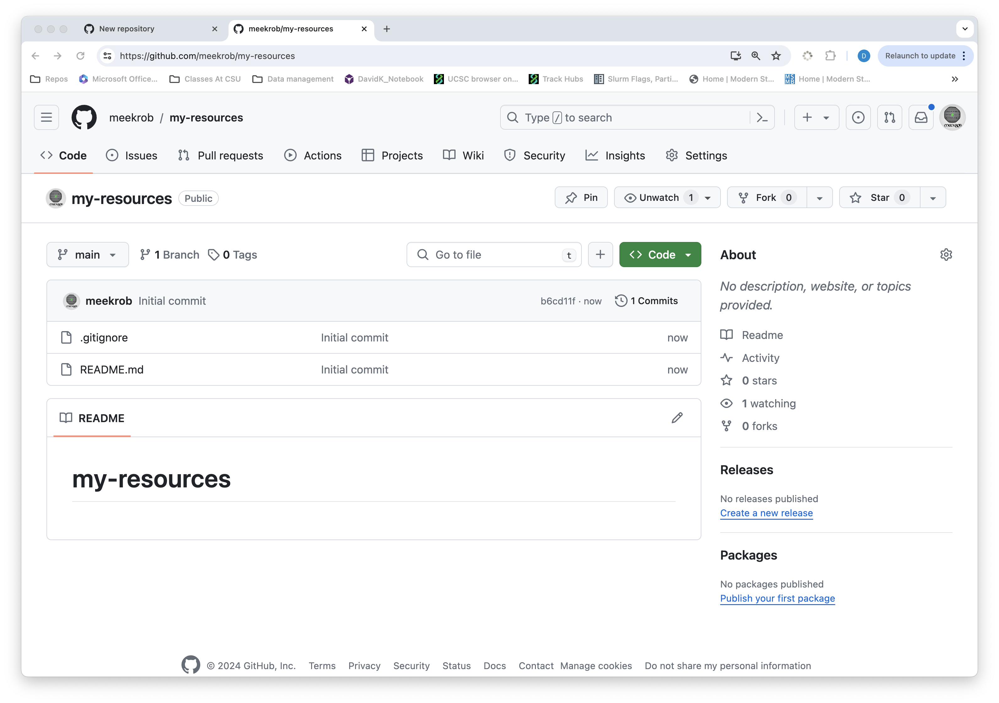 New repository
meekrob/my-resources
https://github.com/meekrob/my-resources
D
Relaunch to update
Repos
Microsoft Office...
Classes At CSU
Data management
DavidK_Notebook
UCSC browser on...
Track Hubs
Slurm Flags, Parti...
Home | Modern St...
MS MB
Home | Modern St...
meekrob / my-resources
Type / to search
MEEKROB
Code
Issues
Pull requests
Actions
Projects
Wiki
Security
Insights
Settings
my-resources
Public
Pin
Unwatch 1
Fork 0
Star 0
main
1 Branch
0 Tags
Go to file
t
Code
meekrob Initial commit
b6cd11f · now
1 Commits
.gitignore
Initial commit
now
README.md
Initial commit
now
README
my-resources
About
No description, website, or topics
provided.
Readme
Activity
0 stars
1 watching
0 forks
Releases
No releases published
Create a new release
Packages
No packages published
Publish your first package
© 2024 GitHub, Inc.
Terms
Privacy
Security
Status
Docs
Contact
Manage cookies
Do not share my personal information